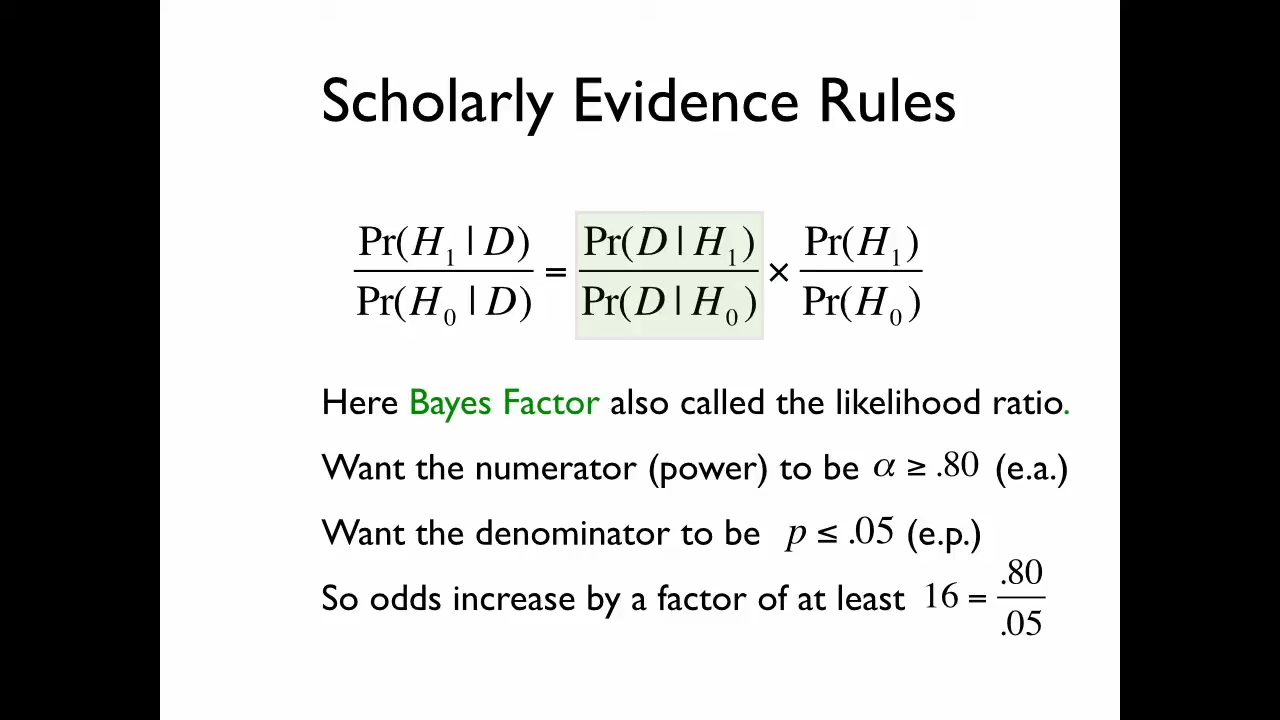 Scholarly Evidence Rules
Pr(H₁ | D) / Pr(H₀ | D) = Pr(D | H₁) / Pr(D | H₀) × Pr(H₁) / Pr(H₀)
Here Bayes Factor also called the likelihood ratio.
Want the numerator (power) to be α ≥ .80 (e.a.)
Want the denominator to be p ≤ .05 (e.p.)
So odds increase by a factor of at least 16 = .80 / .05